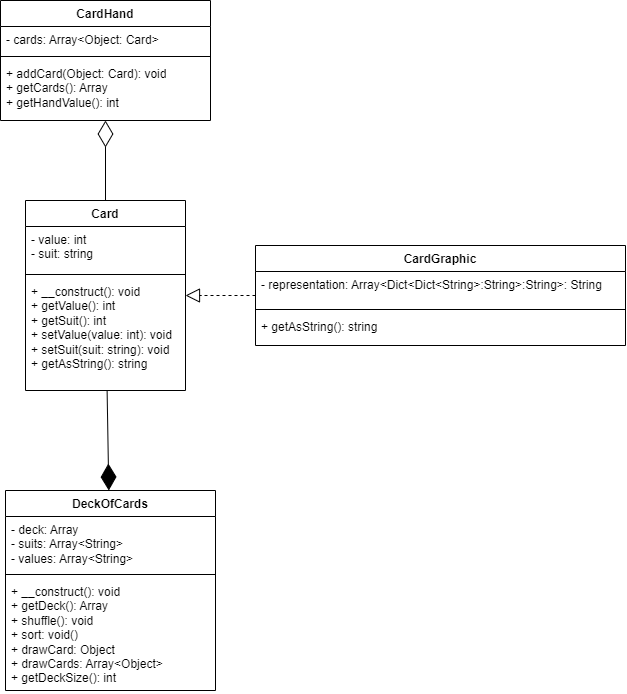 CardHand
- cards: Array<Object: Card>
+ addCard(Object: Card): void
+ getCards(): Array
+ getHandValue(): int
Card
- value: int
- suit: string
+ __construct(): void
+ getValue(): int
+ getSuit(): int
+ setValue(value: int): void
+ setSuit(suit: string): void
+ getAsString(): string
CardGraphic
- representation: Array<Dict<Dict<String>:String>:String>: String
+ getAsString(): string
DeckOfCards
- deck: Array
- suits: Array<String>
- values: Array<String>
+ __construct(): void
+ getDeck(): Array
+ shuffle(): void
+ sort: void()
+ drawCard: Object
+ drawCards: Array<Object>
+ getDeckSize(): int